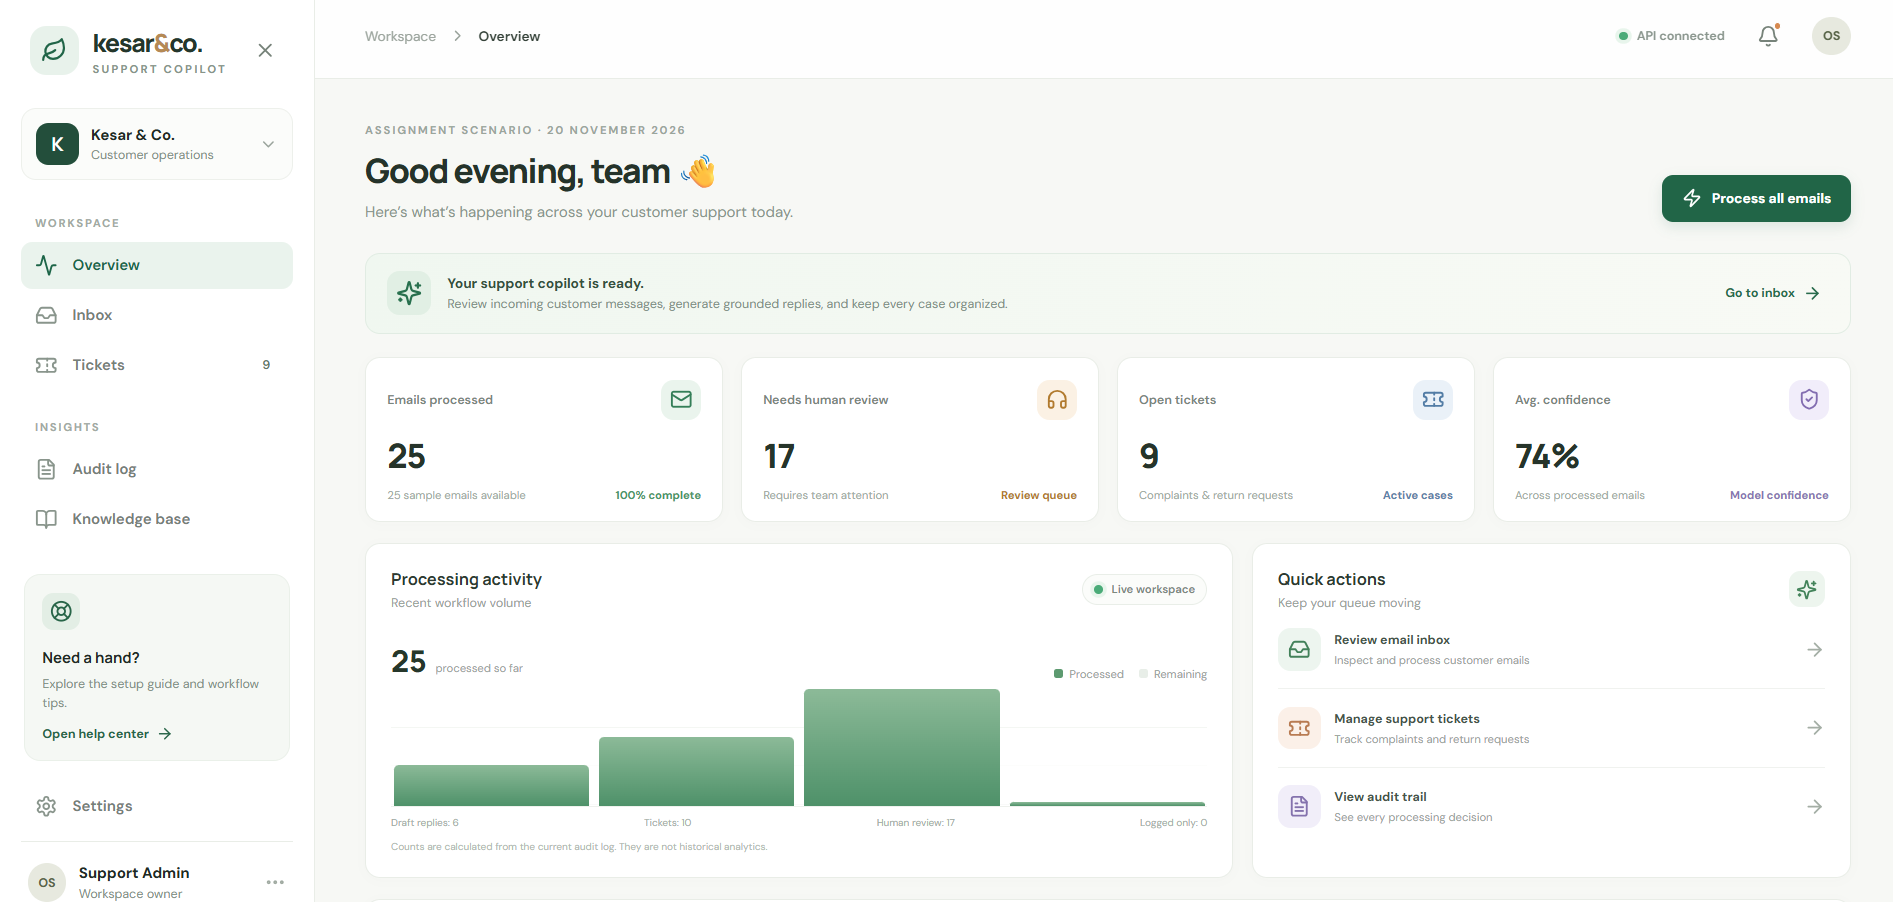 kesar&co.
SUPPORT COPILOT
K
Kesar & Co.
Customer operations
WORKSPACE
Overview
Inbox
Tickets
9
INSIGHTS
Audit log
Knowledge base
Need a hand?
Explore the setup guide and workflow
tips.
Open help center
Settings
OS
Support Admin
Workspace owner
Workspace
Overview
API connected
OS
ASSIGNMENT SCENARIO · 20 NOVEMBER 2026
Good evening, team 👋
Here's what's happening across your customer support today.
Process all emails
Your support copilot is ready.
Review incoming customer messages, generate grounded replies, and keep every case organized.
Go to inbox
Emails processed
25
25 sample emails available
100% complete
Needs human review
17
Requires team attention
Review queue
Open tickets
9
Complaints & return requests
Active cases
Avg. confidence
74%
Across processed emails
Model confidence
Processing activity
Recent workflow volume
Live workspace
25 processed so far
Processed
Remaining
Draft replies: 6
Tickets: 10
Human review: 17
Logged only: 0
Counts are calculated from the current audit log. They are not historical analytics.
Quick actions
Keep your queue moving
Review email inbox
Inspect and process customer emails
Manage support tickets
Track complaints and return requests
View audit trail
See every processing decision